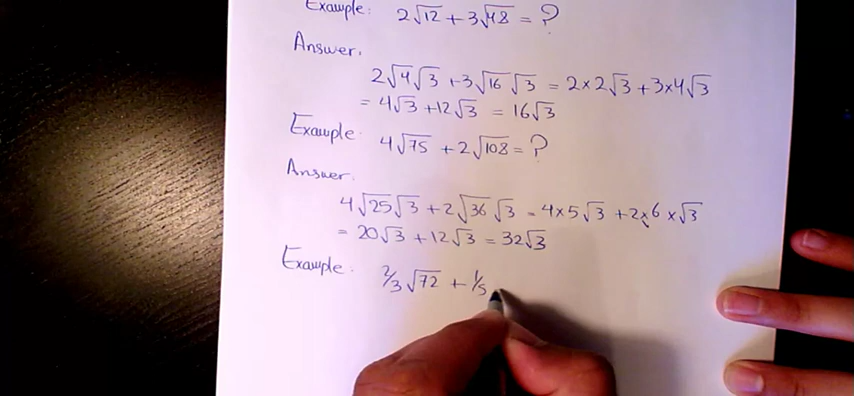 Example: 2√12 + 3√48 = ?
Answer.
2√4√3 + 3√16√3 = 2×2√3 + 3×4√3
= 4√3 + 12√3 = 16√3
Example: 4√75 + 2√108 = ?
Answer.
4√25√3 + 2√36√3 = 4×5√3 + 2×6×√3
= 20√3 + 12√3 = 32√3
Example: 2/3√72 + 1/5